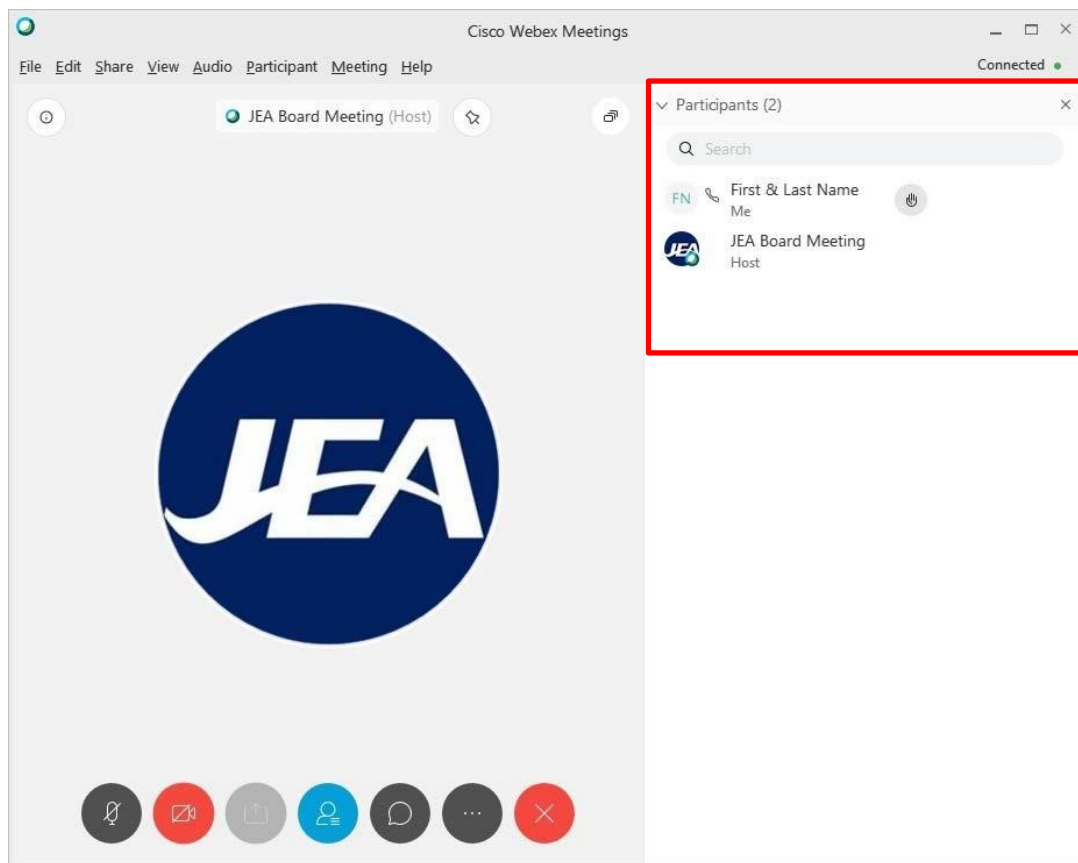 Cisco Webex Meetings
File Edit Share View Audio Participant Meeting Help
Connected
JEA Board Meeting (Host)
Participants (2)
Search
FN
First & Last Name
Me
JEA
JEA Board Meeting
Host
JEA